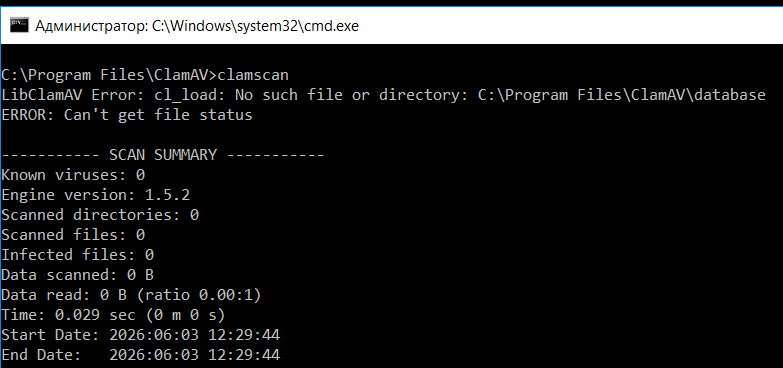 Администратор: C:\Windows\system32\cmd.exe
C:\Program Files\ClamAV>clamscan
LibClamAV Error: cl_load: No such file or directory: C:\Program Files\ClamAV\database
ERROR: Can't get file status
----------- SCAN SUMMARY -----------
Known viruses: 0
Engine version: 1.5.2
Scanned directories: 0
Scanned files: 0
Infected files: 0
Data scanned: 0 B
Data read: 0 B (ratio 0.00:1)
Time: 0.029 sec (0 m 0 s)
Start Date: 2026:06:03 12:29:44
End Date:   2026:06:03 12:29:44